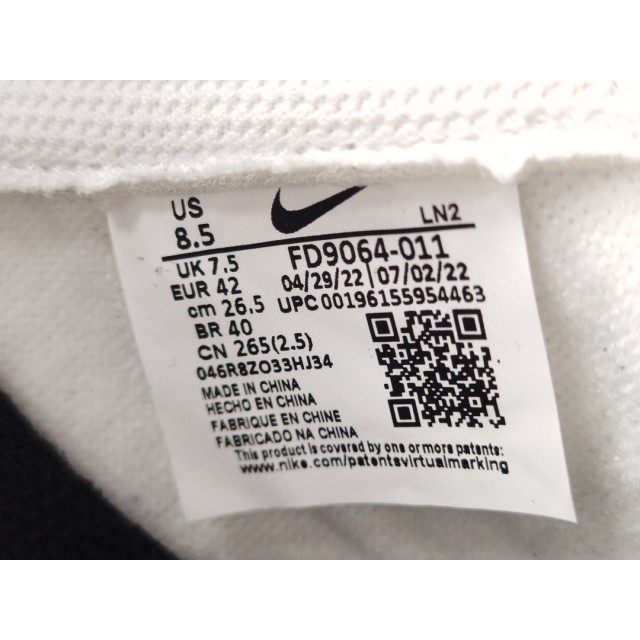 US
8.5
LN2
UK 7.5
FD9064-011
EUR 42
04/29/22 | 07/02/22
cm 26.5
UPC00196155954463
BR 40
CN 265(2.5)
046R8ZO33HJ34
MADE IN CHINA
HECHO EN CHINA
FABRIQUE EN CHINE
FABRICADO NA CHINA
This product is covered by one or more patents:
www.nike.com/patentsvirtualmarking